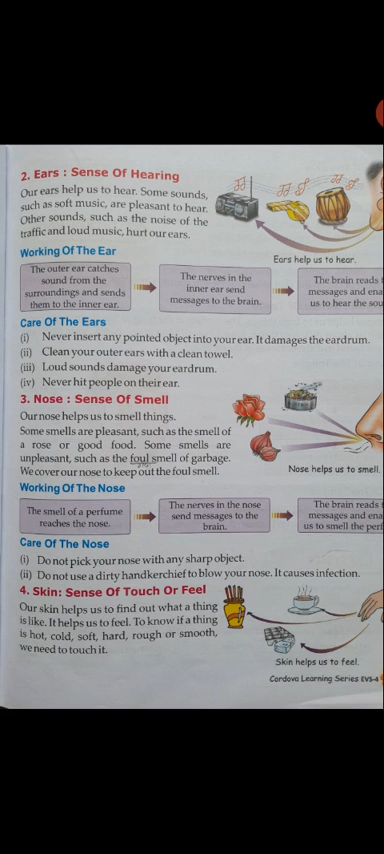 2. Ears : Sense Of Hearing
Our ears help us to hear. Some sounds,
such as soft music, are pleasant to hear.
Other sounds, such as the noise of the
traffic and loud music, hurt our ears.
Ears help us to hear.
Working Of The Ear
The outer ear catches
sound from the
surroundings and sends
them to the inner ear.
The nerves in the
inner ear send
messages to the brain.
The brain reads
messages and
us to hear the
Care Of The Ears
(i) Never insert any pointed object into your ear. It damages the eardrum.
(ii) Clean your outer ears with a clean towel.
(iii) Loud sounds damage your eardrum.
(iv) Never hit people on their ear.
3. Nose : Sense Of Smell
Our nose helps us to smell things.
Some smells are pleasant, such as the smell of
a rose or good food. Some smells are
unpleasant, such as the foul smell of garbage.
We cover our nose to keep out the foul smell.
Nose helps us to smell.
Working Of The Nose
The smell of a perfume
reaches the nose.
The nerves in the nose
send messages to the
brain.
The brain reads
messages and
us to smell the
Care Of The Nose
(i) Do not pick your nose with any sharp object.
(ii) Do not use a dirty handkerchief to blow your nose. It causes infection.
4. Skin: Sense Of Touch Or Feel
Our skin helps us to find out what a thing
is like. It helps us to feel. To know if a thing
is hot, cold, soft, hard, rough or smooth,
we need to touch it.
Skin helps us to feel.
Cordova Learning Series EVS-4